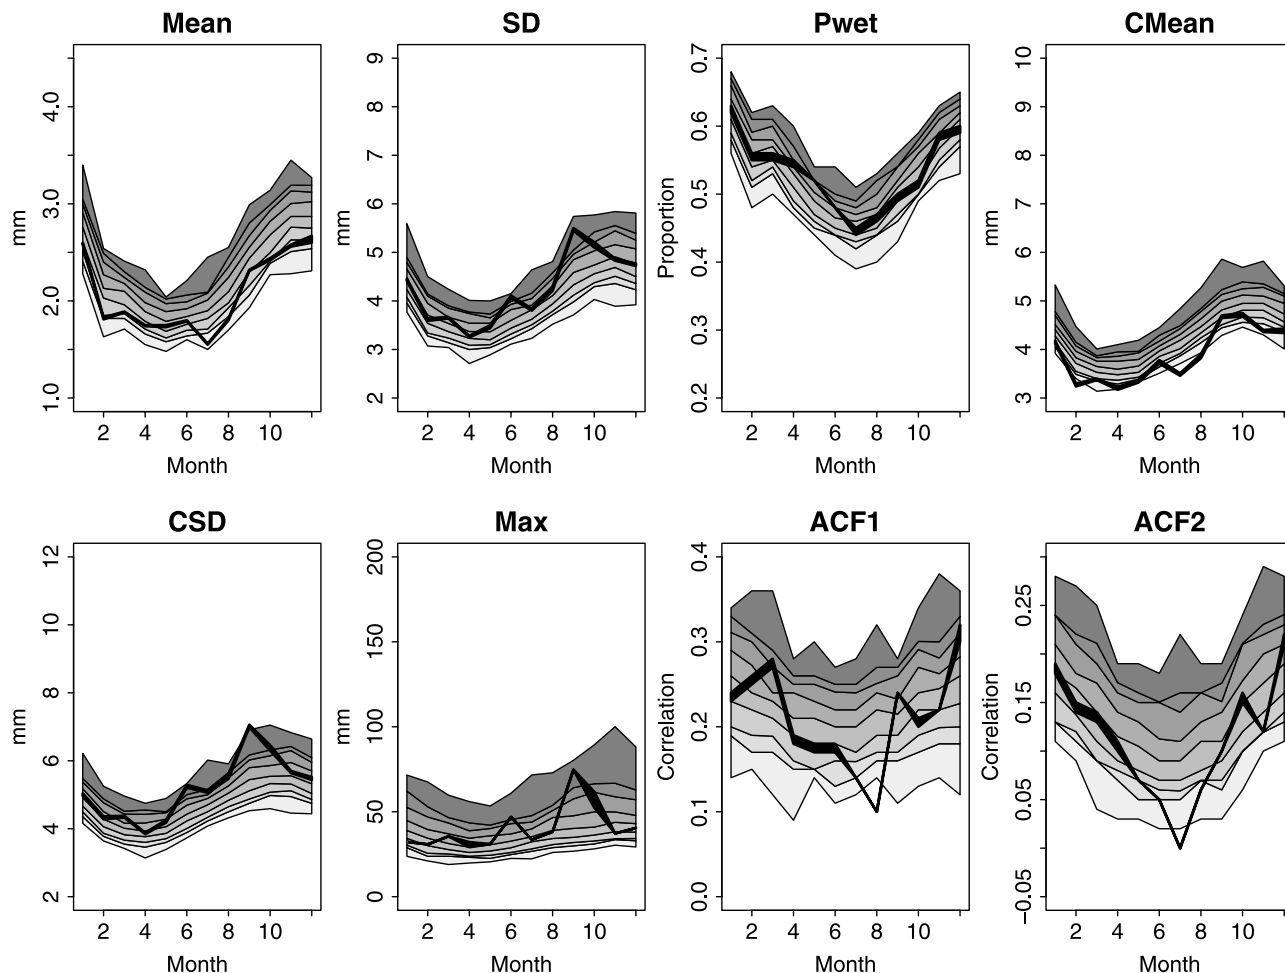 Mean SD Pwet CMean
mm
1.0 2.0 3.0 4.0
2 4 6 8 10
Month
mm
2 3 4 5 6 7 8 9
2 4 6 8 10
Month
Proportion
0.2 0.3 0.4 0.5 0.6 0.7
2 4 6 8 10
Month
mm
3 4 5 6 7 8 9 10
2 4 6 8 10
Month
CSD Max ACF1 ACF2
mm
2 4 6 8 10 12
2 4 6 8 10
Month
mm
0 50 100 150 200
2 4 6 8 10
Month
Correlation
0.0 0.1 0.2 0.3 0.4
2 4 6 8 10
Month
Correlation
−0.05 0.05 0.15 0.25
2 4 6 8 10
Month